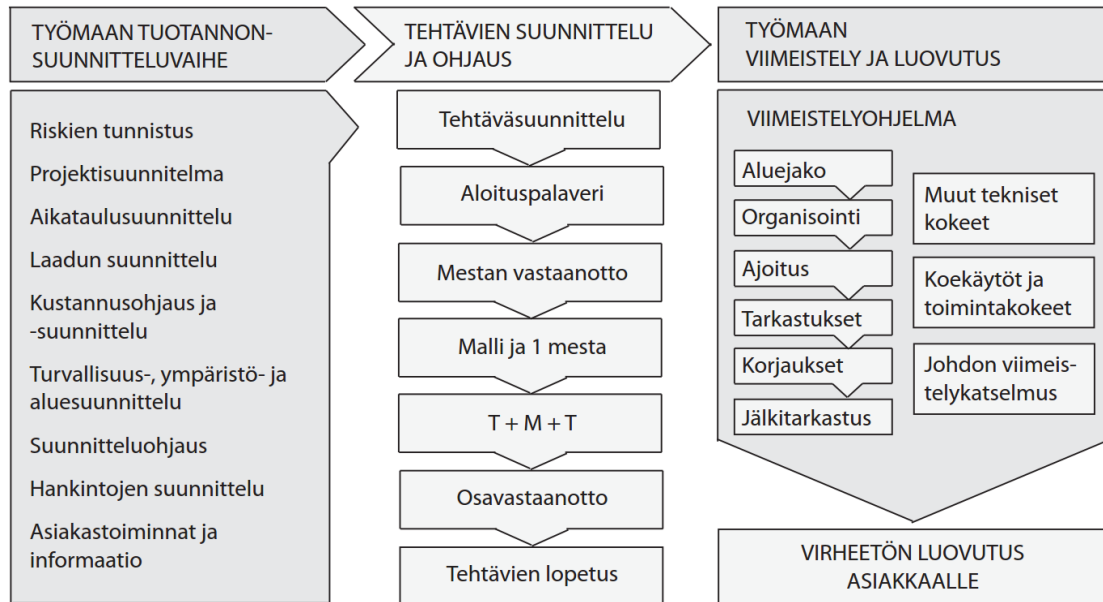 TYÖMAAN TUOTANNON-
SUUNNITTELUVAIHE
Riskien tunnistus
Projektisuunnitelma
Aikataulusuunnittelu
Laadun suunnittelu
Kustannusohjaus ja
-suunnittelu
Turvallisuus-, ympäristö- ja
aluesuunnittelu
Suunnitteluohjaus
Hankintojen suunnittelu
Asiakastoiminnat ja
informaatio
TEHTÄVIEN SUUNNITTELU
JA OHJAUS
Tehtäväsuunnittelu
Aloituspalaveri
Mestan vastaanotto
Malli ja 1 mesta
T + M + T
Osavastaanotto
Tehtävien lopetus
TYÖMAAN
VIIMEISTELY JA LUOVUTUS
VIIMEISTELYOHJELMA
Aluejako
Organisointi
Ajoitus
Tarkastukset
Korjaukset
Jälkitarkastus
Muut tekniset
kokeet
Koekäytöt ja
toimintakokeet
Johdon viimeis-
telykatselmus
VIRHEETÖN LUOVUTUS
ASIAKKAALLE